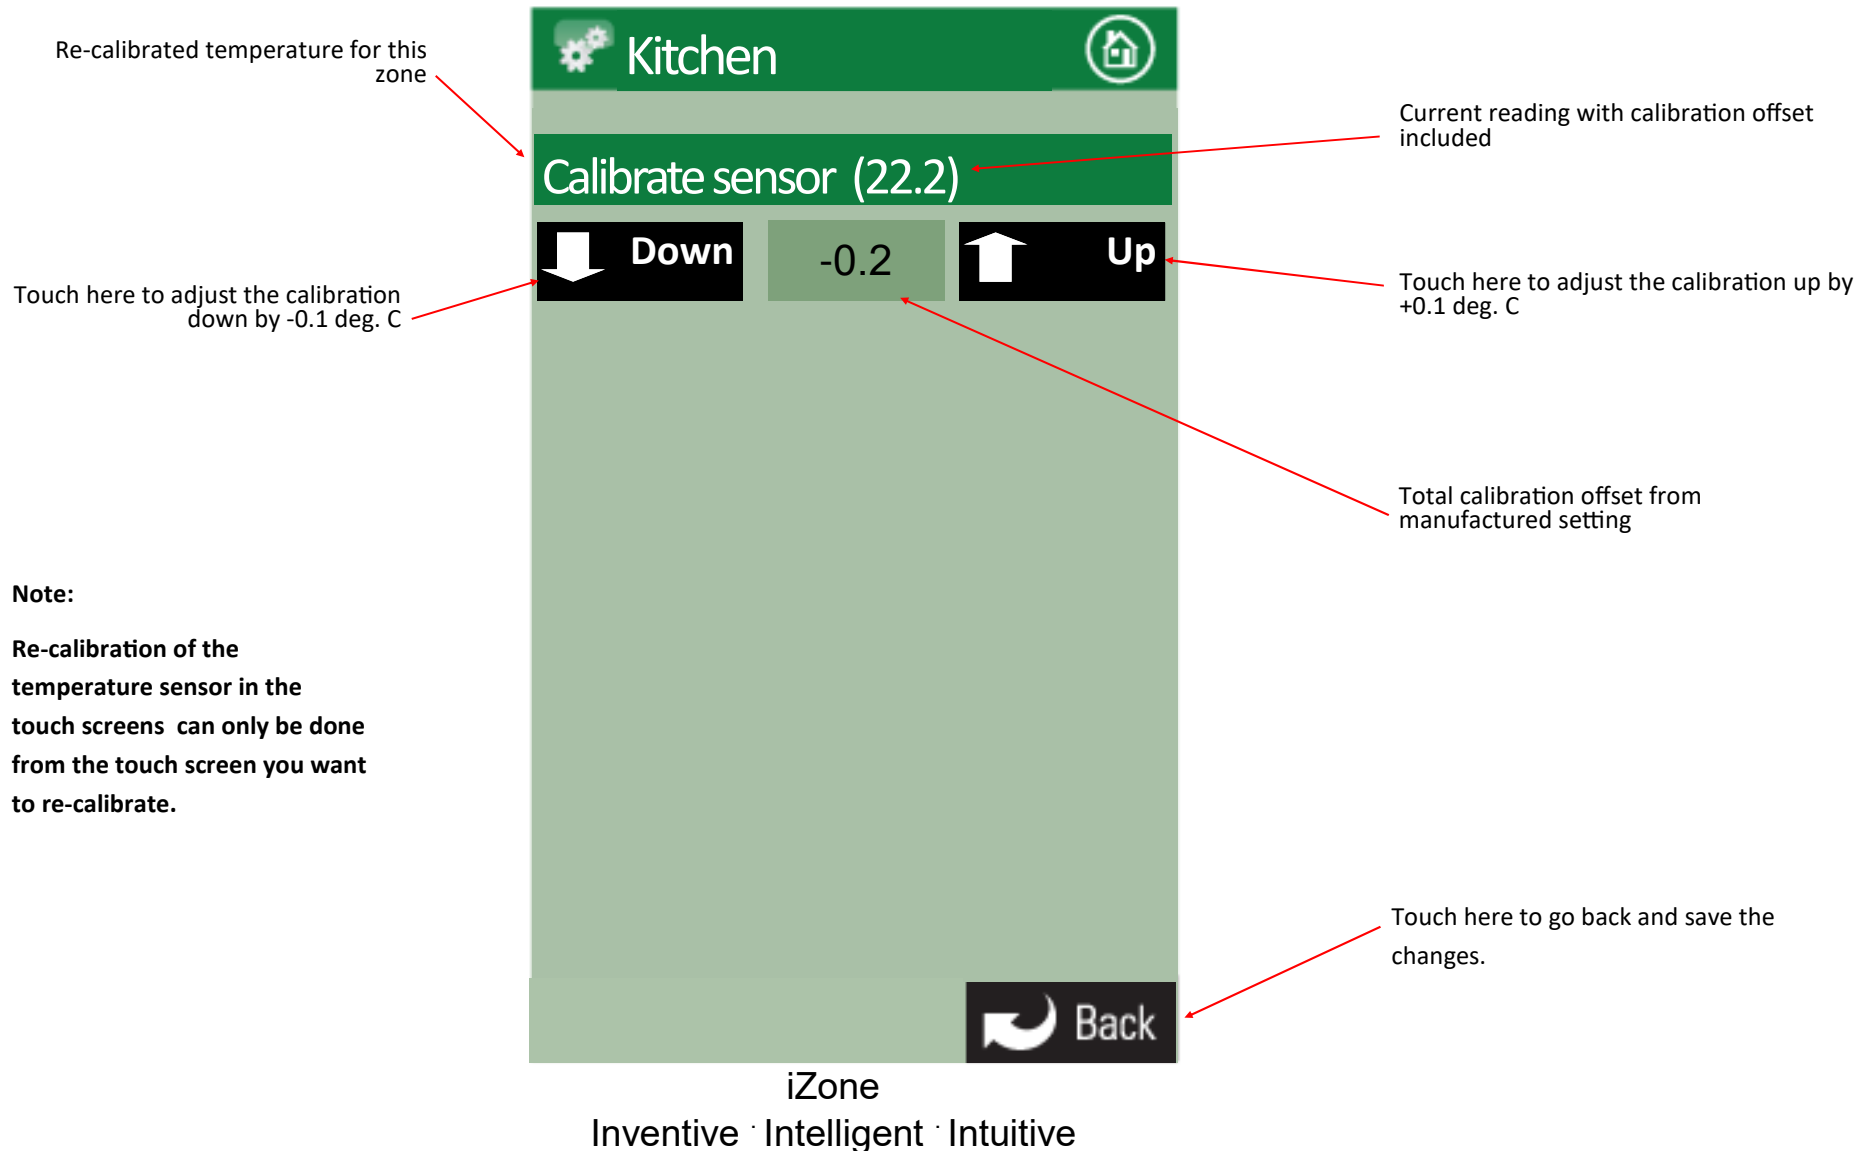 Re-calibrated temperature for this
zone
Kitchen
Current reading with calibration offset
included
Calibrate sensor (22.2)
Down
-0.2
Up
Touch here to adjust the calibration
down by -0.1 deg. C
Touch here to adjust the calibration up by
+0.1 deg. C
Total calibration offset from
manufactured setting
Note:
Re-calibration of the
temperature sensor in the
touch screens can only be done
from the touch screen you want
to re-calibrate.
Touch here to go back and save the
changes.
Back
iZone
Inventive · Intelligent · Intuitive